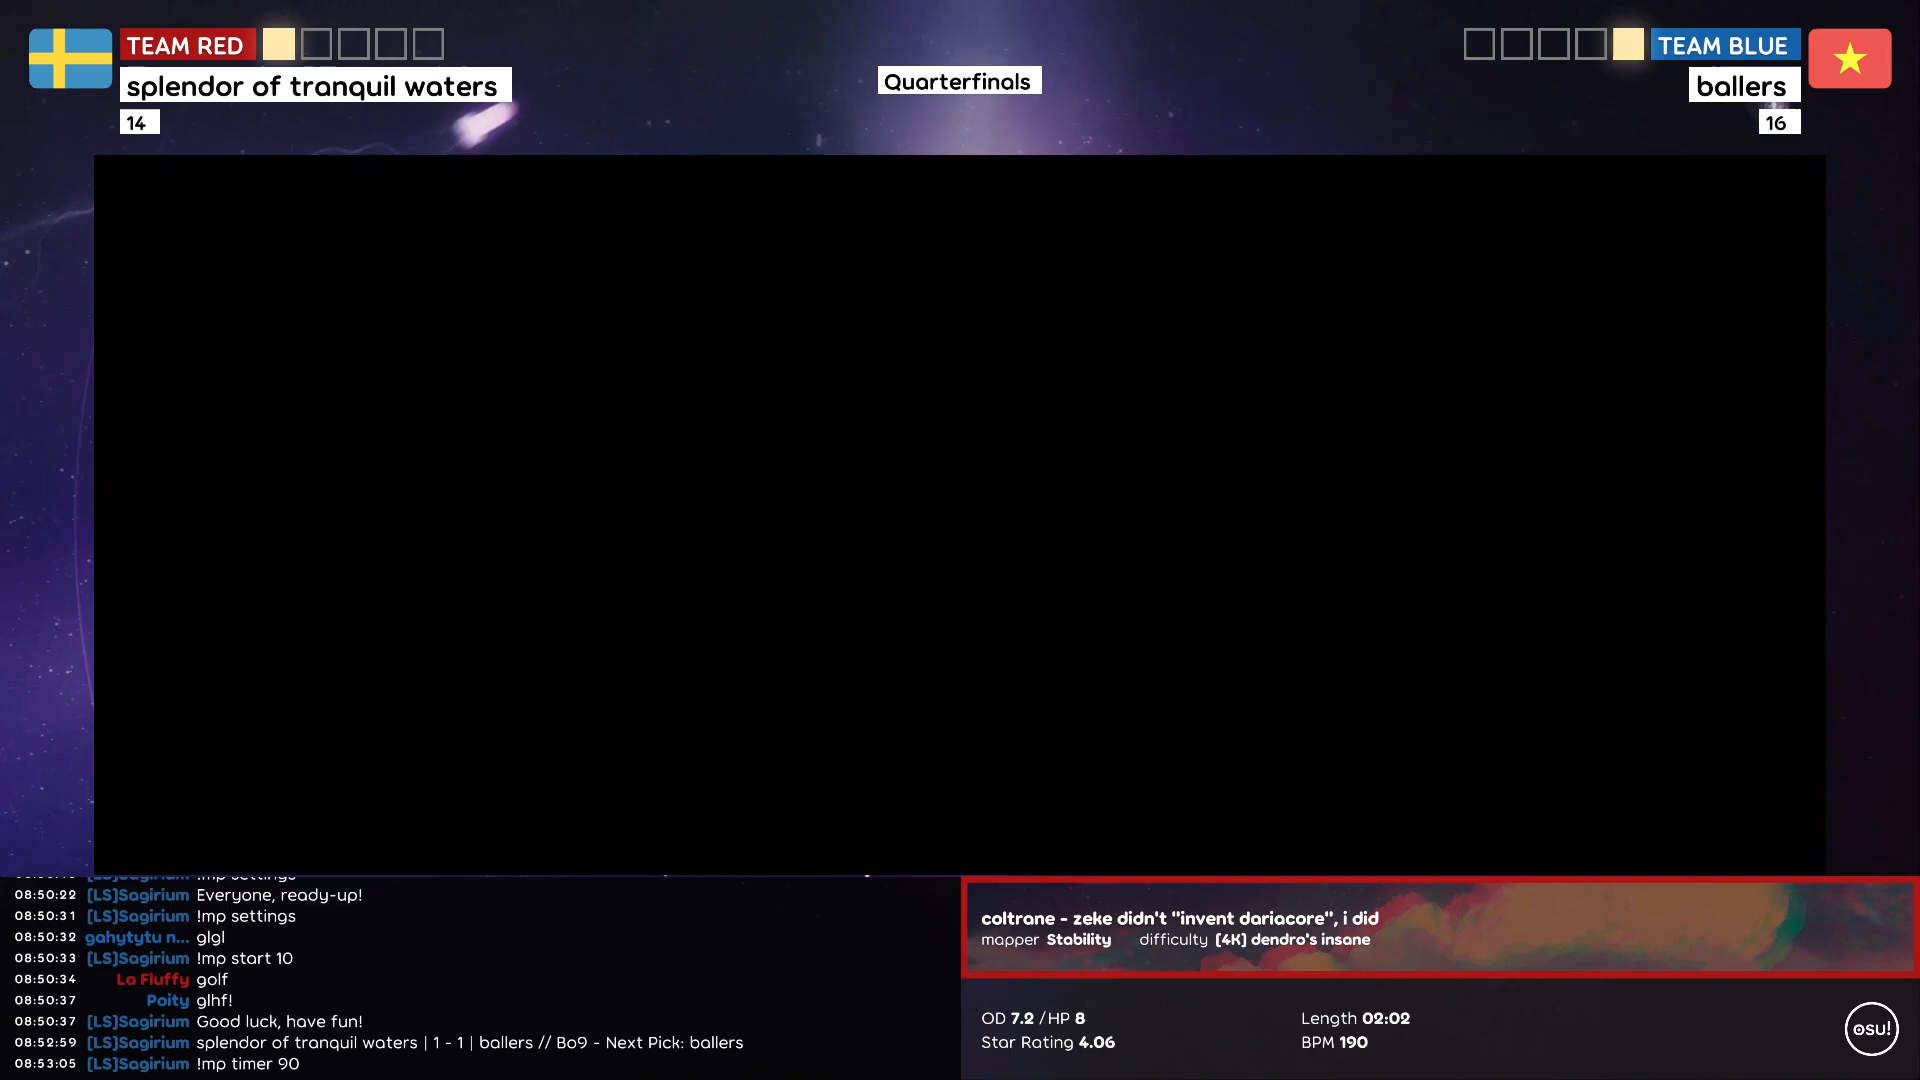 TEAM RED
splendor of tranquil waters
14
Quarterfinals
TEAM BLUE
ballers
16
[LS]Sagirium !mp settings
08:50:22 [LS]Sagirium Everyone, ready-up!
08:50:31 [LS]Sagirium !mp settings
08:50:32 gahytytu n... glgl
08:50:33 [LS]Sagirium !mp start 10
08:50:34 La Fluffy golf
08:50:37 Poity glhf!
08:50:37 [LS]Sagirium Good luck, have fun!
08:52:59 [LS]Sagirium splendor of tranquil waters | 1 - 1 | ballers // Bo9 - Next Pick: ballers
08:53:05 [LS]Sagirium !mp timer 90
coltrane - zeke didn't "invent dariacore", i did
mapper Stability difficulty [4K] dendro's insane
OD 7.2 / HP 8
Star Rating 4.06
Length 02:02
BPM 190
osu!